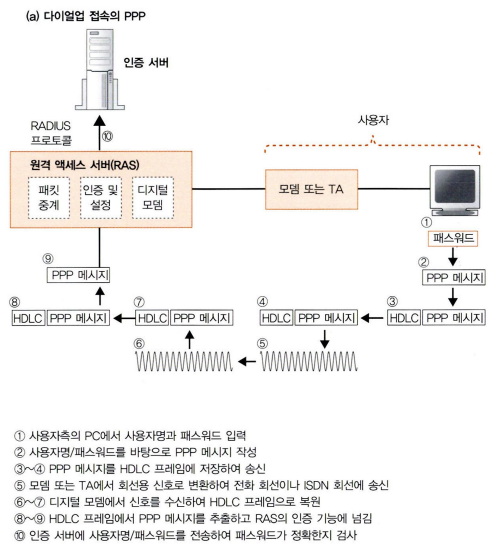 (a) 다이얼업 접속의 PPP
인증 서버
RADIUS
프로토콜
⑩
사용자
원격 액세스 서버(RAS)
패킷
중계
인증 및
설정
디지털
모뎀
모뎀 또는 TA
①
패스워드
②
PPP 메시지
⑨
PPP 메시지
⑧
HDLC PPP 메시지
⑦
HDLC PPP 메시지
④
HDLC PPP 메시지
③
HDLC PPP 메시지
⑥
⑤
① 사용자측의 PC에서 사용자명과 패스워드 입력
② 사용자명/패스워드를 바탕으로 PPP 메시지 작성
③~④ PPP 메시지를 HDLC 프레임에 저장하여 송신
⑤ 모뎀 또는 TA에서 회선용 신호로 변환하여 전화 회선이나 ISDN 회선에 송신
⑥~⑦ 디지털 모뎀에서 신호를 수신하여 HDLC 프레임으로 복원
⑧~⑨ HDLC 프레임에서 PPP 메시지를 추출하고 RAS의 인증 기능에 넘김
⑩ 인증 서버에 사용자명/패스워드를 전송하여 패스워드가 정확한지 검사